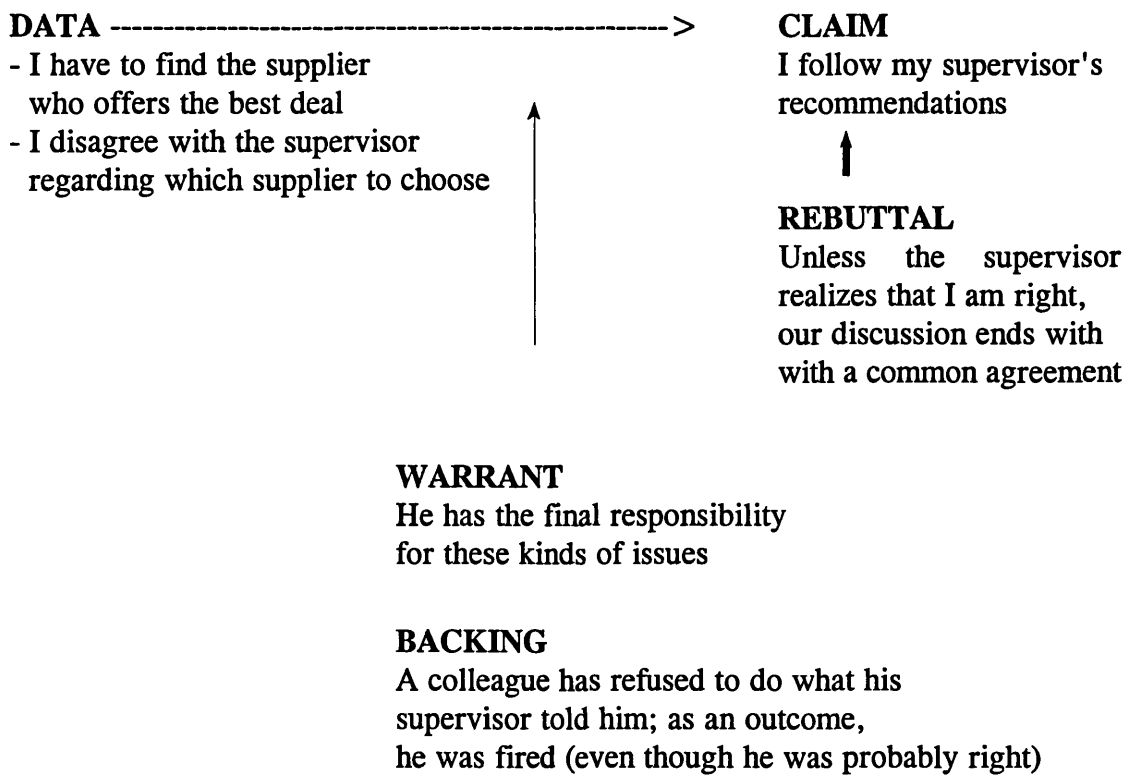 DATA ----------------------------------------------------->
- I have to find the supplier
who offers the best deal
- I disagree with the supervisor
regarding which supplier to choose
CLAIM
I follow my supervisor's
recommendations
REBUTTAL
Unless the supervisor
realizes that I am right,
our discussion ends with
with a common agreement
WARRANT
He has the final responsibility
for these kinds of issues
BACKING
A colleague has refused to do what his
supervisor told him; as an outcome,
he was fired (even though he was probably right)